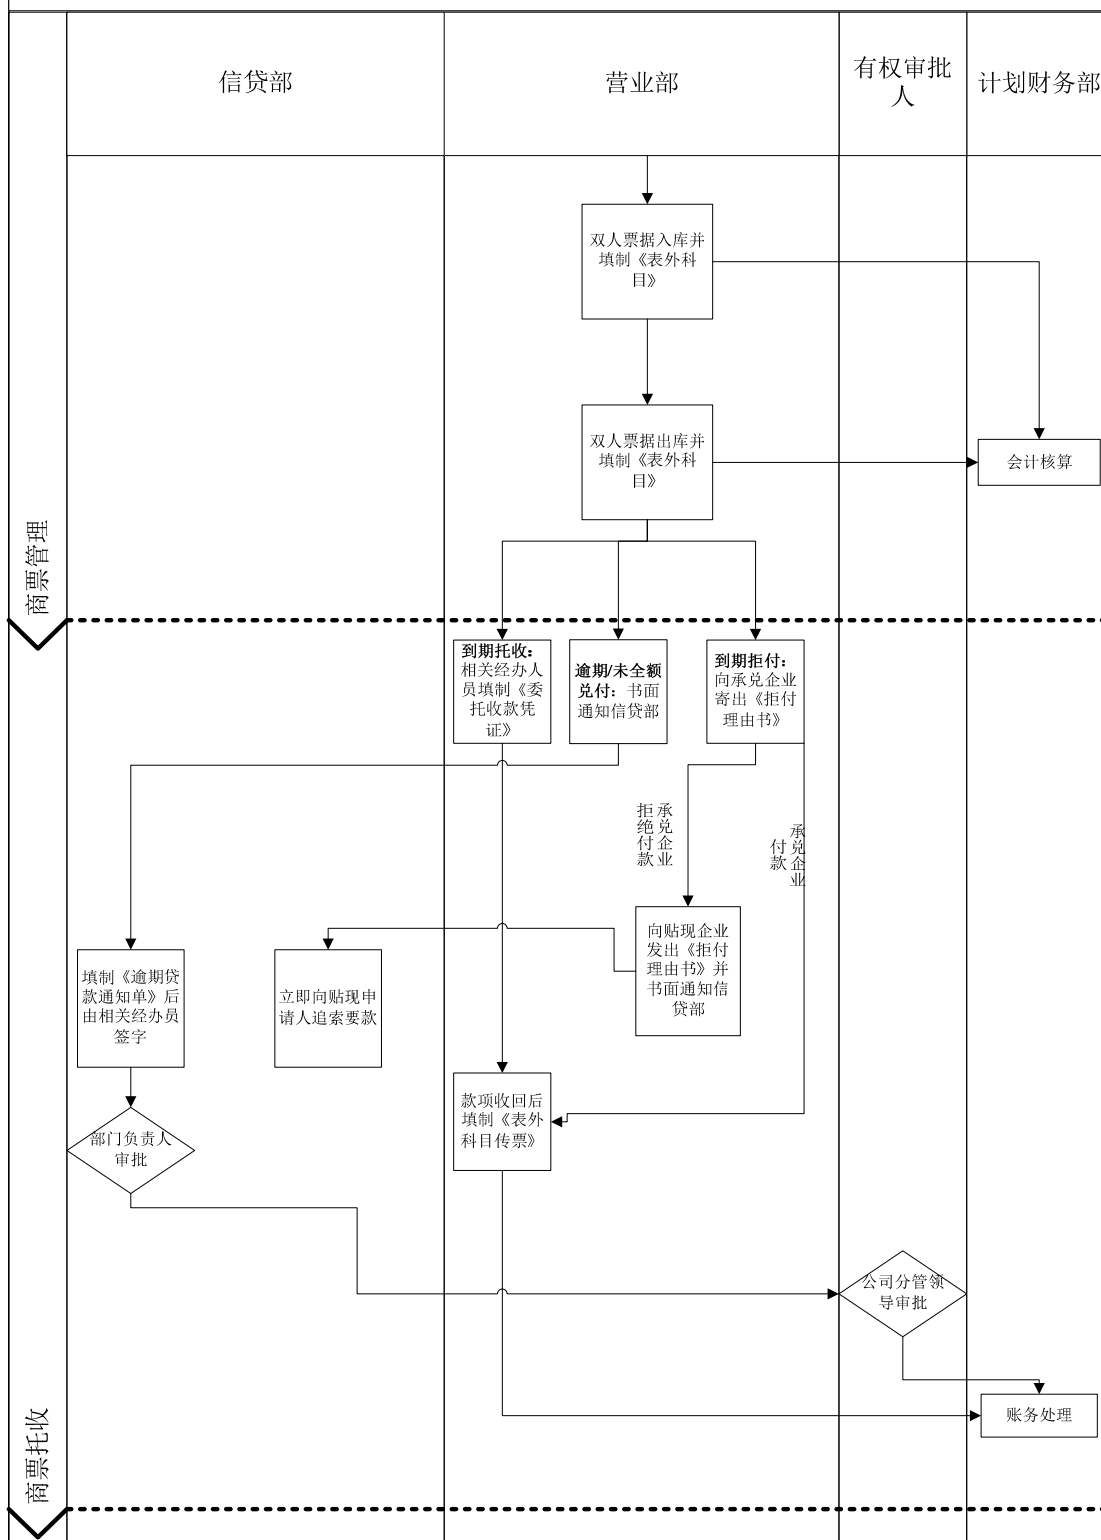 信贷部
营业部
有权审批
人
计划财务部
双人票据入库并
填制《表外科
目》
双人票据出库并
填制《表外科
目》
会计核算
商票管理
到期托收：
相关经办人
员填制《委
托收款凭
证》
逾期/未全额
兑付：书面
通知信贷部
到期拒付：
向承兑企业
寄出《拒付
理由书》
承兑企业
拒绝付款
承兑企业
付款
向贴现企业
发出《拒付
理由书》并
书面通知信
贷部
填制《逾期贷
款通知单》后
由相关经办员
签字
立即向贴现申
请人追索要款
款项收回后
填制《表外
科目传票》
部门负责人
审批
公司分管领
导审批
账务处理
商票托收